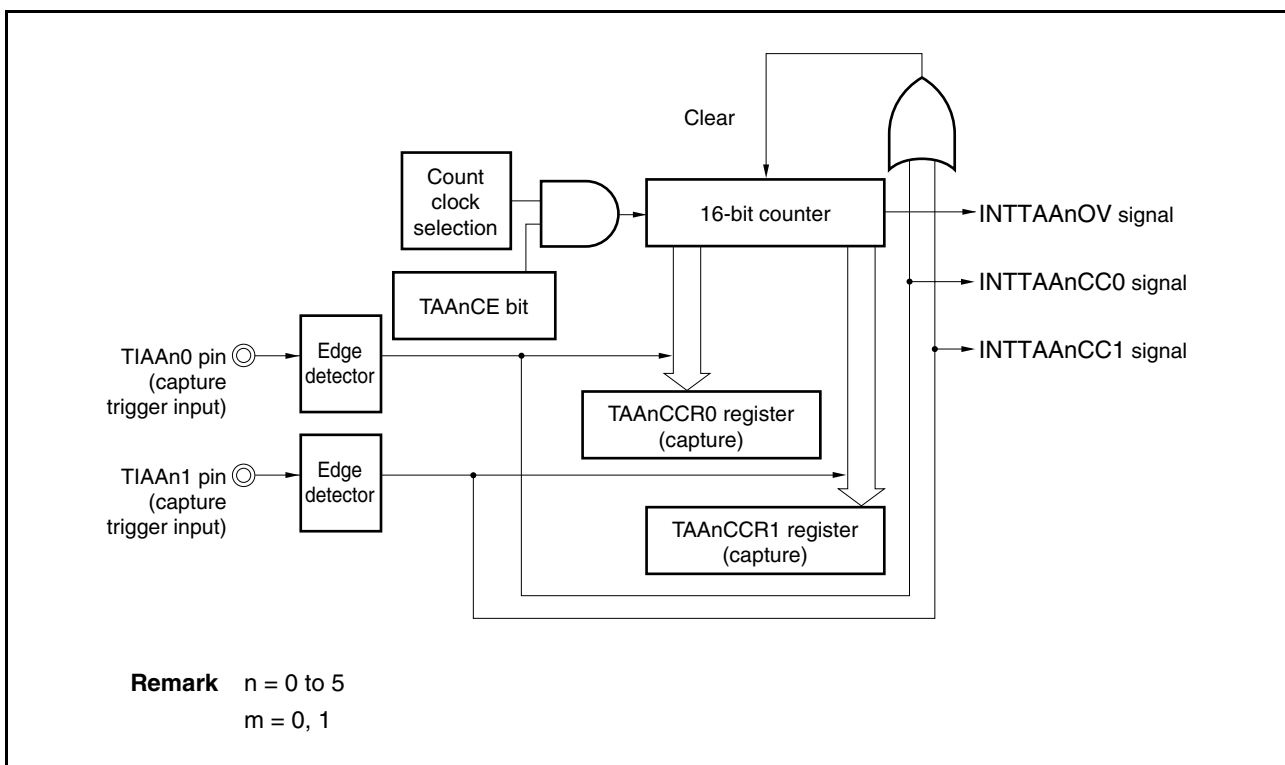 Clear
Count
clock
selection
16-bit counter
INTTAAnOV signal
TAAnCE bit
INTTAAnCC0 signal
TIAAn0 pin
(capture
trigger input)
Edge
detector
INTTAAnCC1 signal
TAAnCCR0 register
(capture)
TIAAn1 pin
(capture
trigger input)
Edge
detector
TAAnCCR1 register
(capture)
Remark n = 0 to 5
m = 0, 1